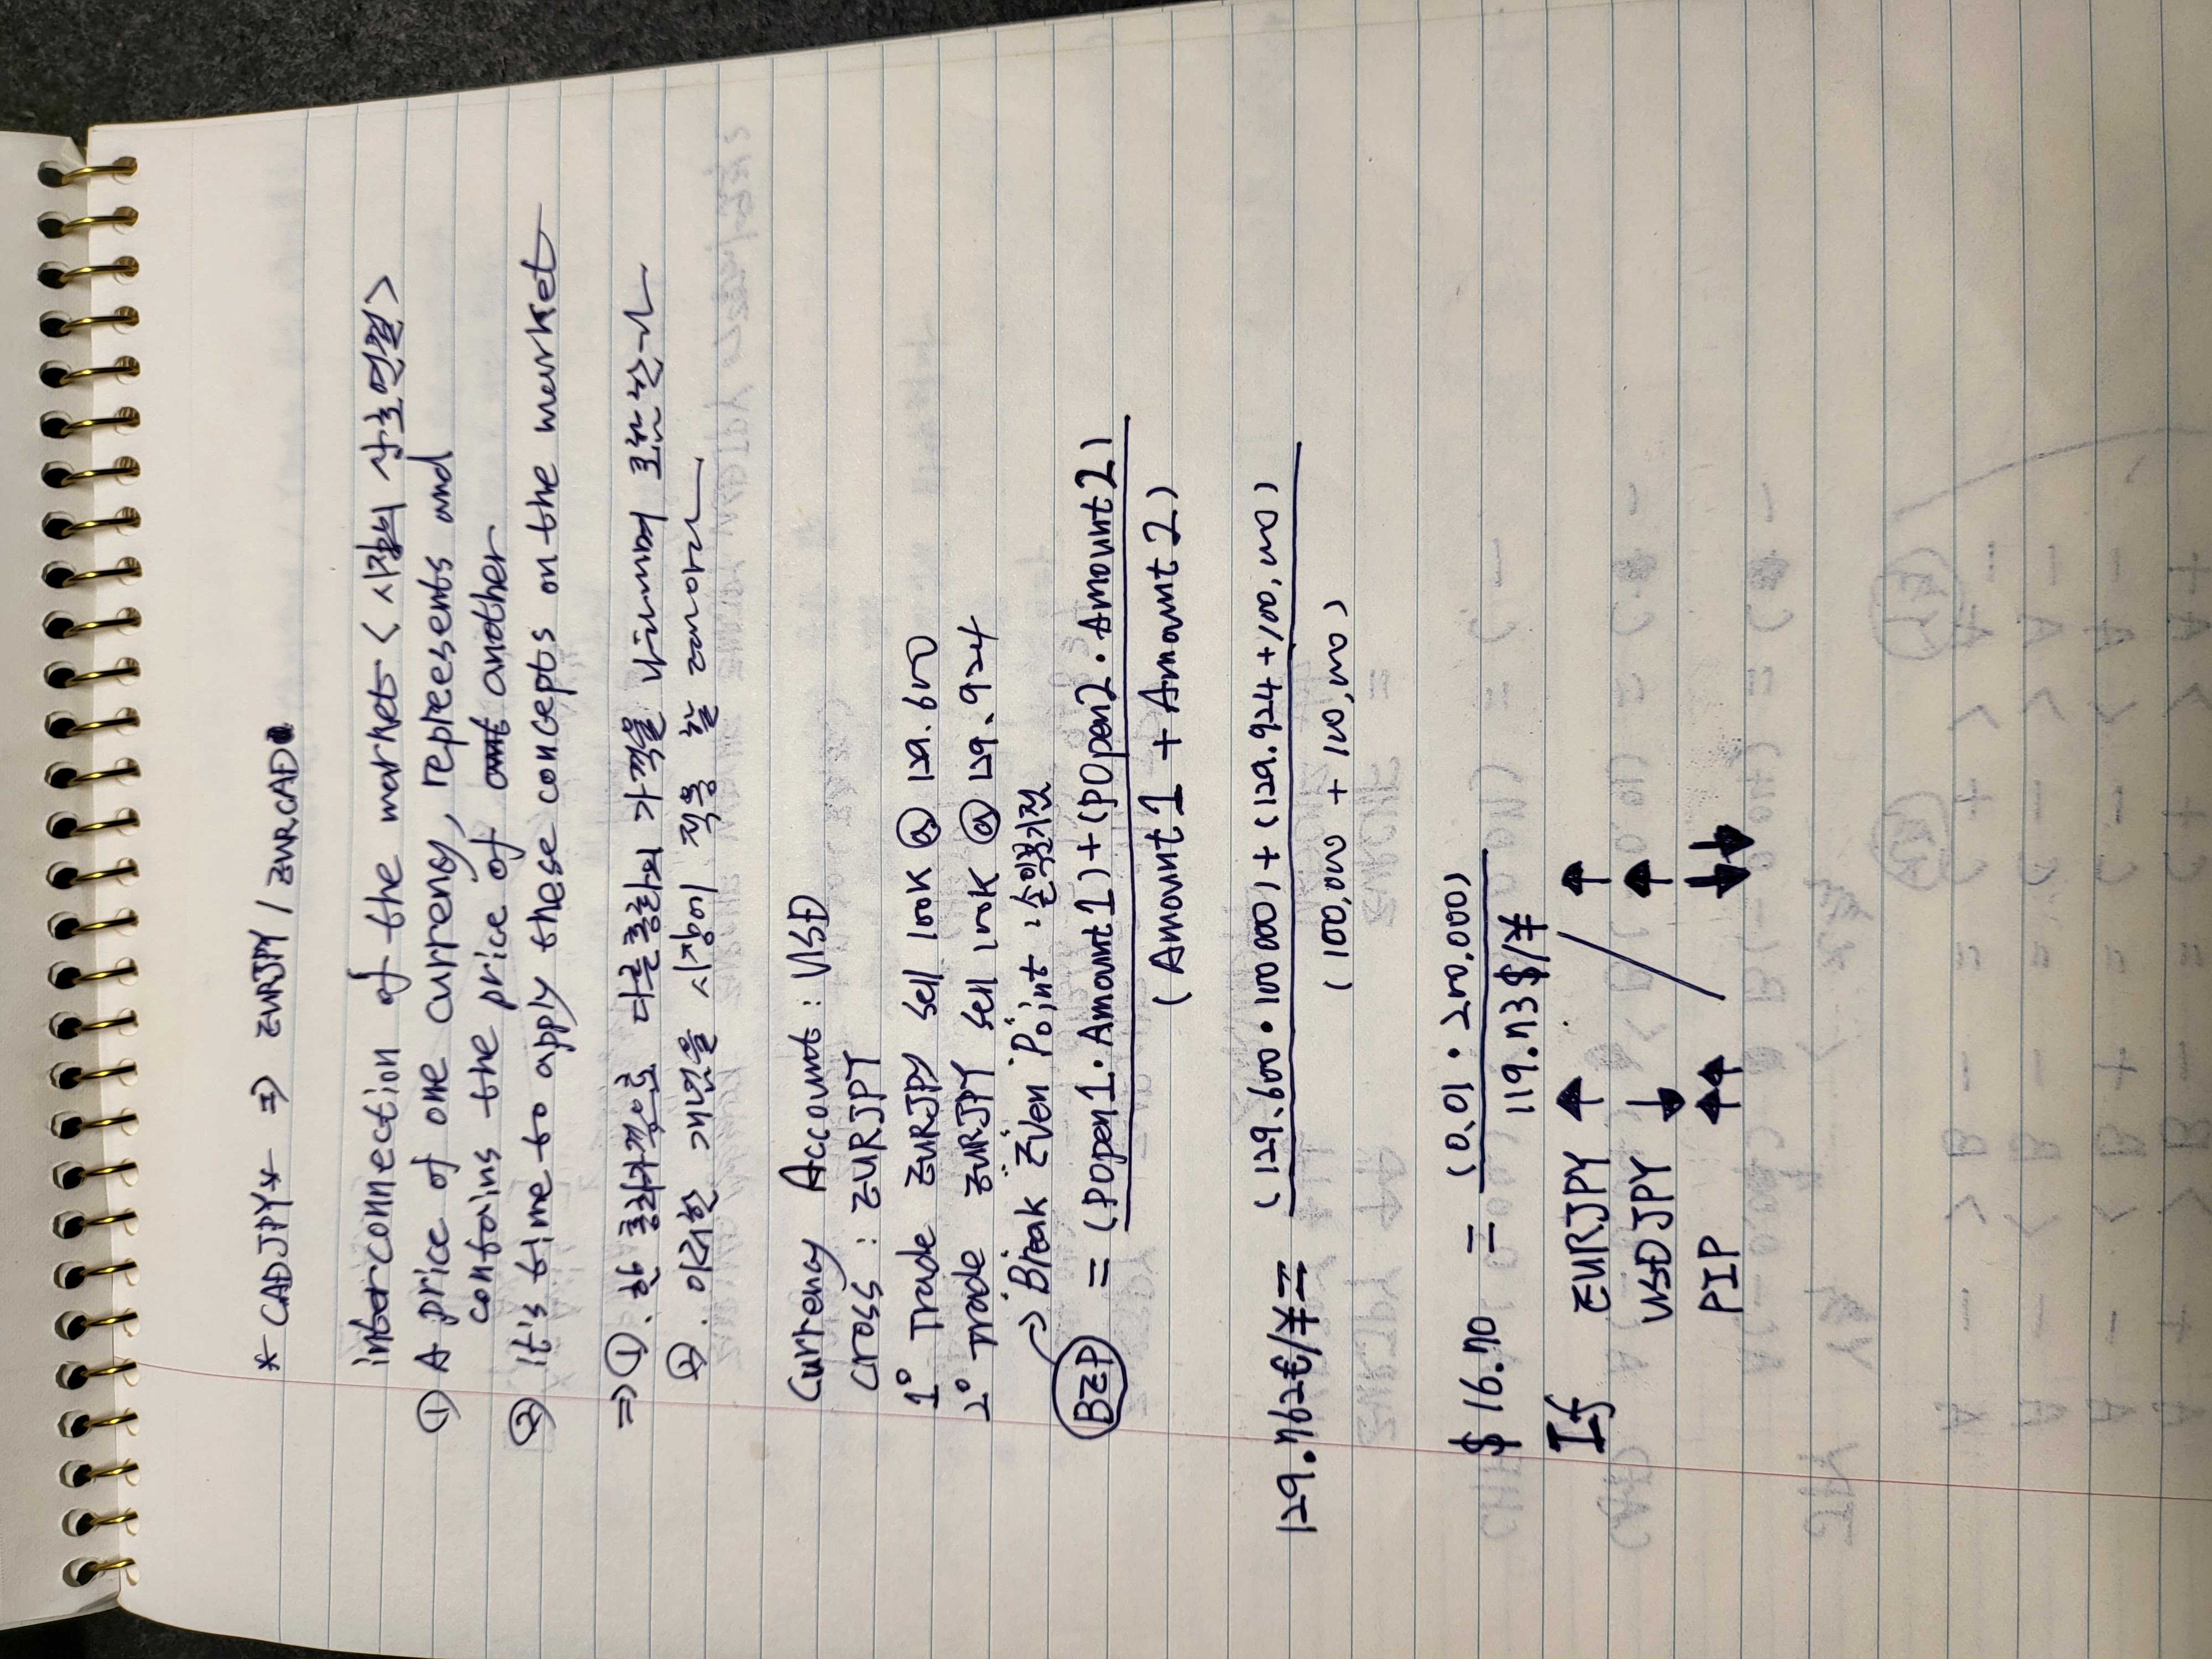 * CADJPY * ⇒ EURJPY / EURCAD
interconnection of the market < 시장의 상호연결 >
① A price of one currency, repreesents and
contains the price of another
② it's time to apply these concepts on the market
⇒ ①. 한 통화가격으로 다른통화의 가격을 나타내며 포함한다
②. 이러한 개념을 시장에 적용 할 때이다
Currency Account : USD
Cross : EURJPY
1° Trade EURJPY sell 100K @ 129.600
2° Trade EURJPY sell 100K @ 129.924
→ "Break "Even "Point : 손익분기점
BEP = (POpen1 · Amount1) + (POpen2 · Amount2)
(Amount1 + Amount2)
129.762€/¥ = (129.600 · 100000) + (129.924 + 100,000)
(100,000 + 100,000)
$16.70 = (0.01 · 200,000)
119.73$/¥
If EURJPY ↑ / ↑
USDJPY ↓ ↑
PIP ↑↑ ↓↓